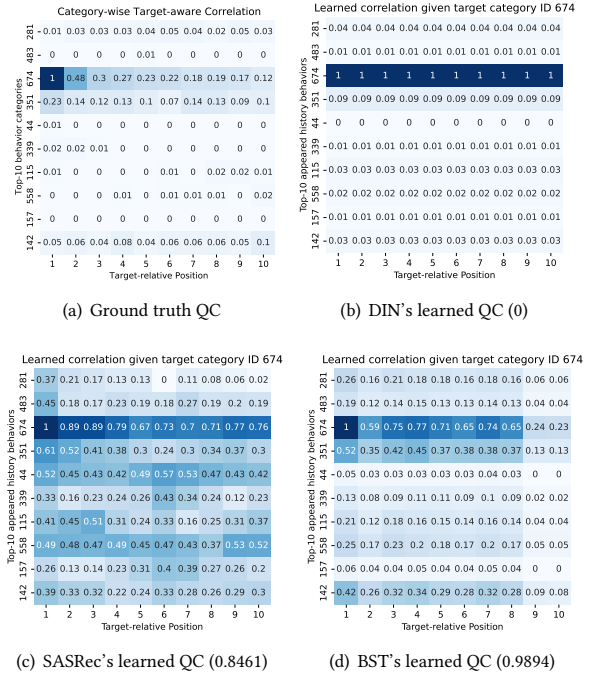 Category-wise Target-aware Correlation
Top-10 behavior categories
281 0.01 0.03 0.03 0.03 0.04 0.05 0.04 0.02 0.05 0.03
483 0 0 0 0 0.01 0 0 0 0 0
674 1 0.48 0.3 0.27 0.23 0.22 0.18 0.19 0.17 0.12
351 0.23 0.14 0.12 0.13 0.1 0.07 0.14 0.13 0.09 0.1
44 0.01 0 0 0 0 0 0 0 0 0
339 0.02 0.02 0.01 0 0 0 0 0 0 0
115 0.01 0 0 0 0 0.01 0 0.02 0.02 0.01
558 0 0 0 0.01 0 0.01 0.01 0 0 0.02
157 0 0 0 0 0 0 0 0 0 0
142 0.05 0.06 0.04 0.08 0.04 0.06 0.06 0.06 0.05 0.1
1 2 3 4 5 6 7 8 9 10
Target-relative Position
(a) Ground truth QC
Learned correlation given target category ID 674
Top-10 appeared history behaviors
281 0.04 0.04 0.04 0.04 0.04 0.04 0.04 0.04 0.04 0.04
483 0.01 0.01 0.01 0.01 0.01 0.01 0.01 0.01 0.01 0.01
674 1 1 1 1 1 1 1 1 1 1
351 0.09 0.09 0.09 0.09 0.09 0.09 0.09 0.09 0.09 0.09
44 0 0 0 0 0 0 0 0 0 0
339 0.01 0.01 0.01 0.01 0.01 0.01 0.01 0.01 0.01 0.01
115 0.03 0.03 0.03 0.03 0.03 0.03 0.03 0.03 0.03 0.03
558 0.02 0.02 0.02 0.02 0.02 0.02 0.02 0.02 0.02 0.02
157 0.01 0.01 0.01 0.01 0.01 0.01 0.01 0.01 0.01 0.01
142 0.03 0.03 0.03 0.03 0.03 0.03 0.03 0.03 0.03 0.03
1 2 3 4 5 6 7 8 9 10
Target-relative Position
(b) DIN's learned QC (0)
Learned correlation given target category ID 674
Top-10 appeared history behaviors
281 0.37 0.21 0.17 0.13 0.13 0 0.11 0.08 0.06 0.02
483 0.45 0.18 0.17 0.23 0.19 0.18 0.27 0.19 0.2 0.19
674 1 0.89 0.89 0.79 0.67 0.73 0.7 0.71 0.77 0.76
351 0.61 0.52 0.41 0.38 0.3 0.24 0.3 0.34 0.37 0.3
44 0.52 0.45 0.43 0.42 0.49 0.57 0.53 0.47 0.43 0.42
339 0.33 0.16 0.23 0.24 0.26 0.43 0.34 0.24 0.12 0.23
115 0.41 0.45 0.51 0.31 0.24 0.33 0.16 0.25 0.31 0.37
558 0.49 0.48 0.47 0.49 0.45 0.47 0.43 0.37 0.53 0.52
157 0.26 0.13 0.14 0.23 0.31 0.4 0.39 0.27 0.26 0.2
142 0.39 0.33 0.32 0.22 0.24 0.33 0.28 0.26 0.29 0.3
1 2 3 4 5 6 7 8 9 10
Target-relative Position
(c) SASRec's learned QC (0.8461)
Learned correlation given target category ID 674
Top-10 appeared history behaviors
281 0.26 0.16 0.21 0.18 0.18 0.16 0.18 0.16 0.06 0.06
483 0.19 0.12 0.14 0.15 0.13 0.13 0.13 0.12 0.04 0.05
674 1 0.59 0.75 0.77 0.71 0.65 0.74 0.65 0.24 0.23
351 0.52 0.35 0.42 0.45 0.37 0.38 0.38 0.37 0.13 0.13
44 0.05 0.03 0.03 0.04 0.03 0.03 0.04 0.03 0 0
339 0.13 0.08 0.09 0.11 0.11 0.09 0.1 0.09 0.02 0.02
115 0.21 0.12 0.18 0.16 0.15 0.14 0.16 0.14 0.04 0.04
558 0.25 0.17 0.23 0.2 0.18 0.17 0.2 0.17 0.05 0.05
157 0.06 0.04 0.04 0.05 0.04 0.04 0.05 0.04 0 0
142 0.42 0.26 0.32 0.34 0.29 0.28 0.32 0.28 0.09 0.08
1 2 3 4 5 6 7 8 9 10
Target-relative Position
(d) BST's learned QC (0.9894)